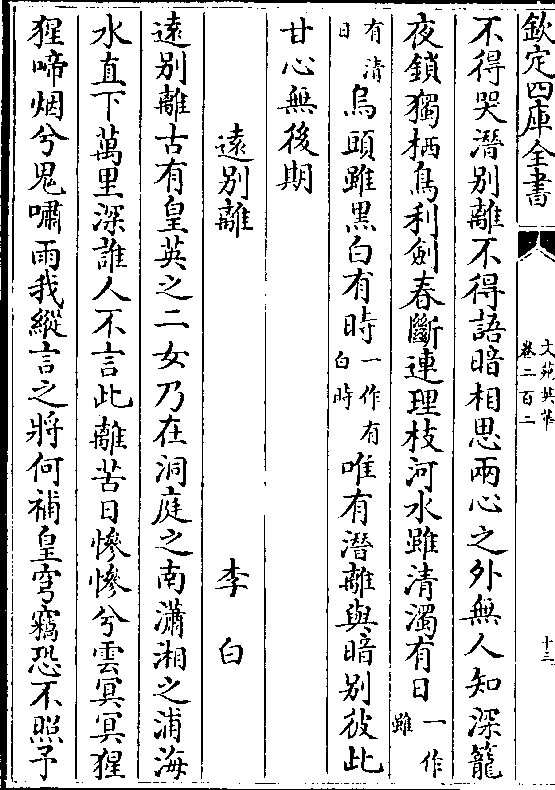 欽定四庫全書
文苑英華
卷二百二
十三
不得哭潛別離不得語暗相思兩心之外無人知深籠
夜鎖獨栖鳥利劍春斷連理枝河水雖清濁有日一作雖
有清日烏頭雖黑白有時一作有白時唯有潛離與暗別彼此
甘心無後期
遠別離　李白
遠別離古有皇英之二女乃在洞庭之南瀟湘之浦海
水直下萬里深誰人不言此離苦日慘慘兮雲冥冥猩
猩啼烟兮鬼嘯雨我縱言之將何補皇穹竊恐不照予